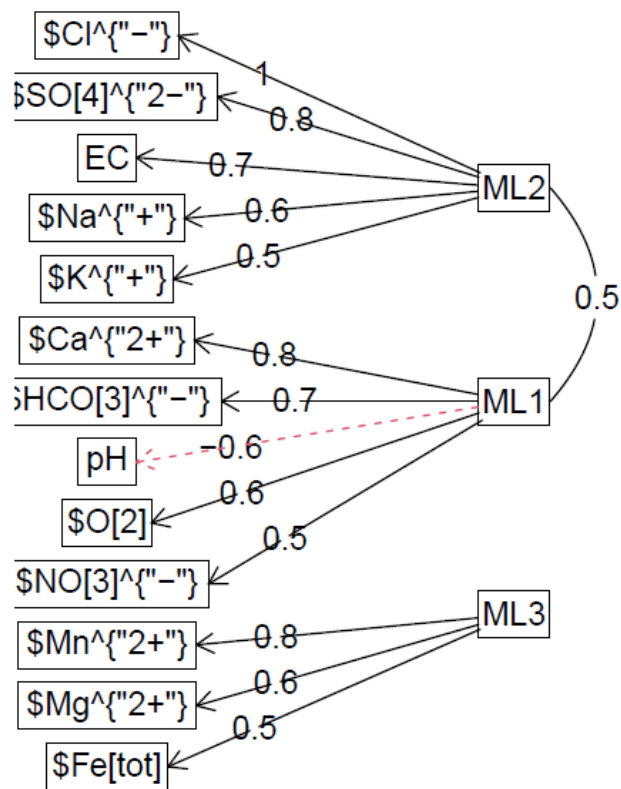 $Cl^{"−"}
1
$SO[4]^{"2−"}
0.8
EC
0.7
ML2
$Na^{"+"}
0.6
$K^{"+"}
0.5
0.5
$Ca^{"2+"}
0.8
$HCO[3]^{"−"}
0.7
ML1
pH
−0.6
$O[2]
0.6
$NO[3]^{"−"}
0.5
ML3
$Mn^{"2+"}
0.8
$Mg^{"2+"}
0.6
$Fe[tot]
0.5